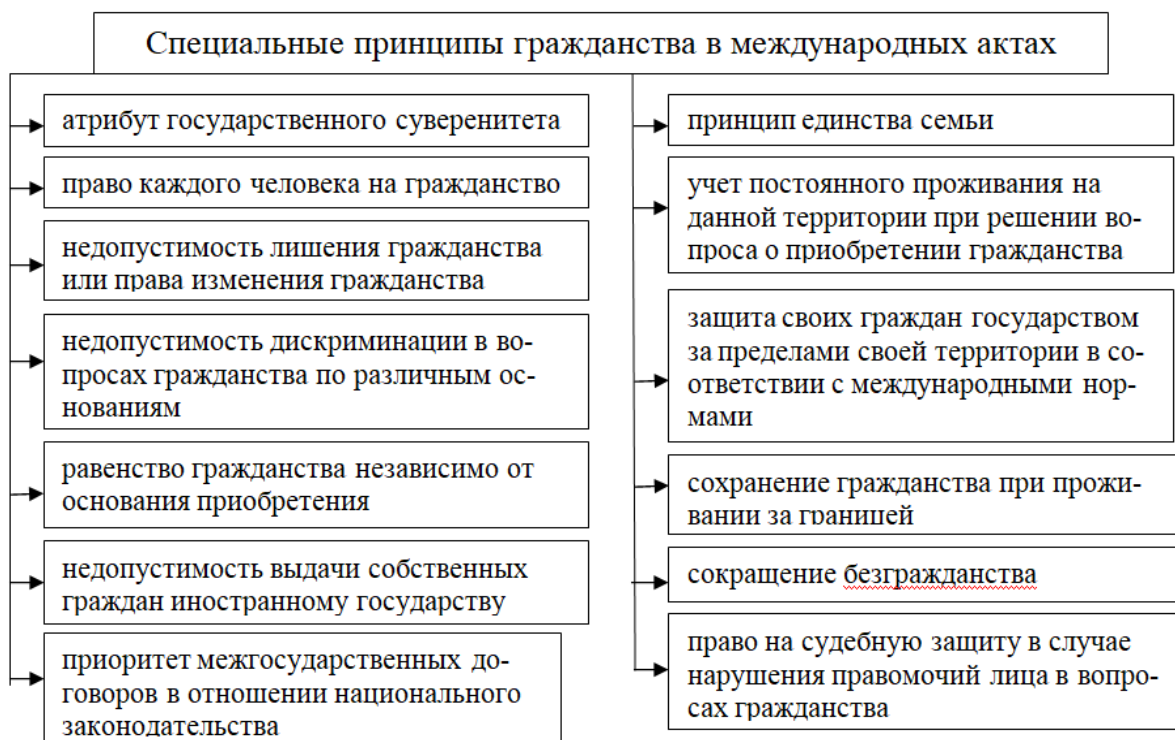 Специальные принципы гражданства в международных актах
атрибут государственного суверенитета
право каждого человека на гражданство
недопустимость лишения гражданства
или права изменения гражданства
недопустимость дискриминации в во-
просах гражданства по различным ос-
нованиям
равенство гражданства независимо от
основания приобретения
недопустимость выдачи собственных
граждан иностранному государству
приоритет межгосударственных до-
говоров в отношении национального
законодательства
принцип единства семьи
учет постоянного проживания на
данной территории при решении во-
проса о приобретении гражданства
защита своих граждан государством
за пределами своей территории в со-
ответствии с международными нор-
мами
сохранение гражданства при прожи-
вании за границей
сокращение безгражданства
право на судебную защиту в случае
нарушения правомочий лица в вопро-
сах гражданства